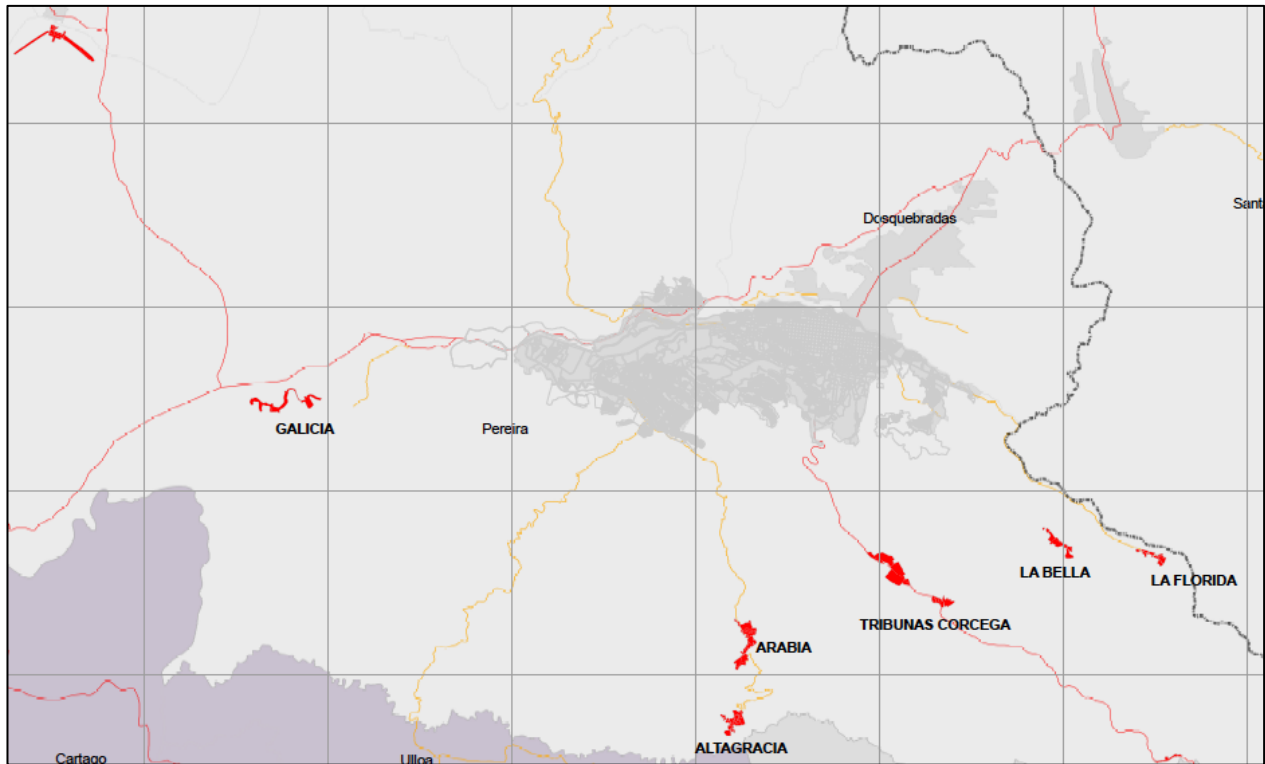 Dosquebradas
Sant
GALICIA
Pereira
LA BELLA
LA FLORIDA
TRIBUNAS CORCEGA
ARABIA
ALTAGRACIA
Cartago
Ulloa